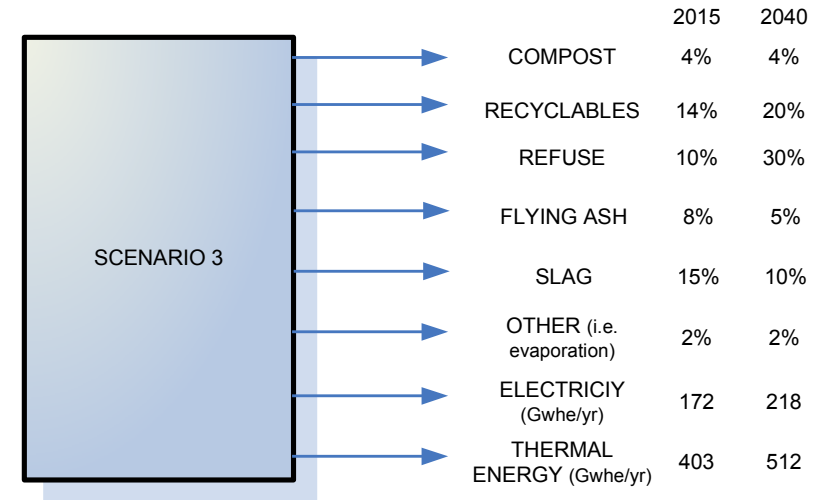 2015 2040
COMPOST 4% 4%
RECYCLABLES 14% 20%
REFUSE 10% 30%
FLYING ASH 8% 5%
SCENARIO 3
SLAG 15% 10%
OTHER (i.e.
evaporation) 2% 2%
ELECTRICIY
(Gwhe/yr) 172 218
THERMAL
ENERGY (Gwhe/yr) 403 512